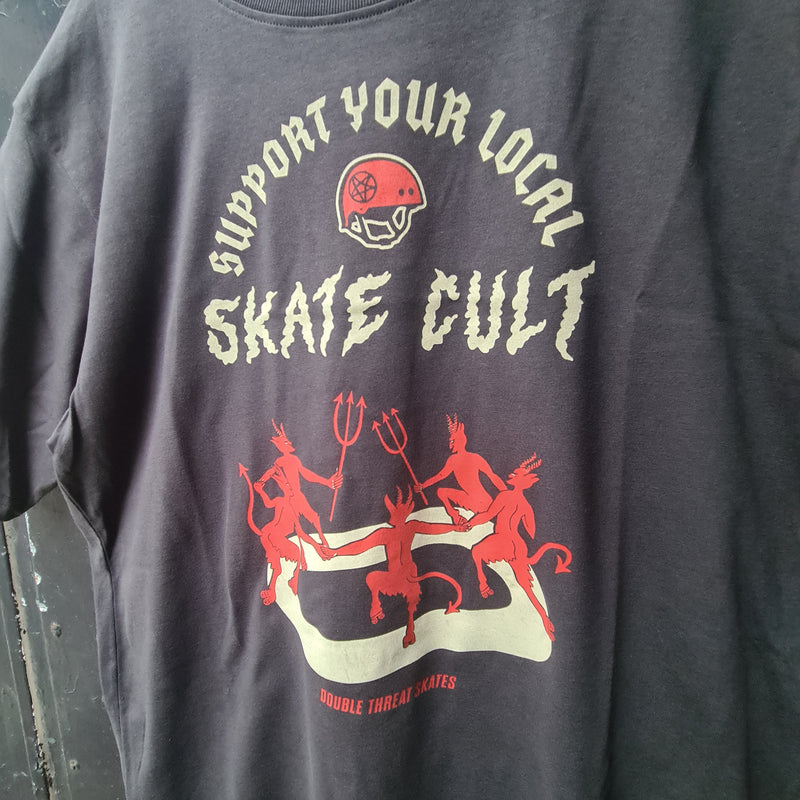 SUPPORT YOUR LOCAL
SKATE CULT
DOUBLE THREAT SKATES